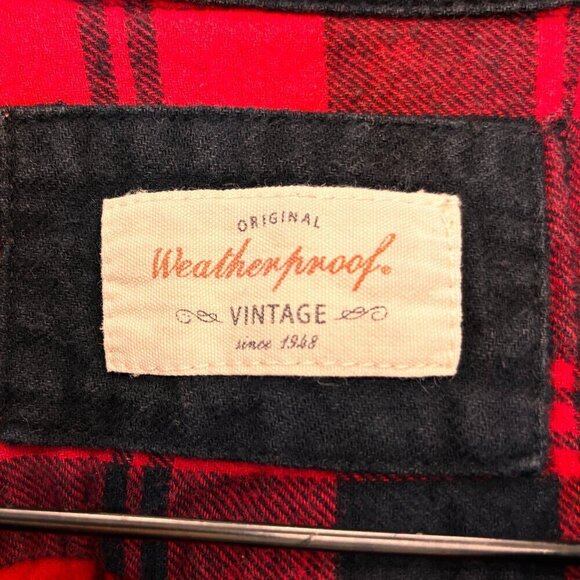 ORIGINAL
Weatherproof®
VINTAGE
since 1948